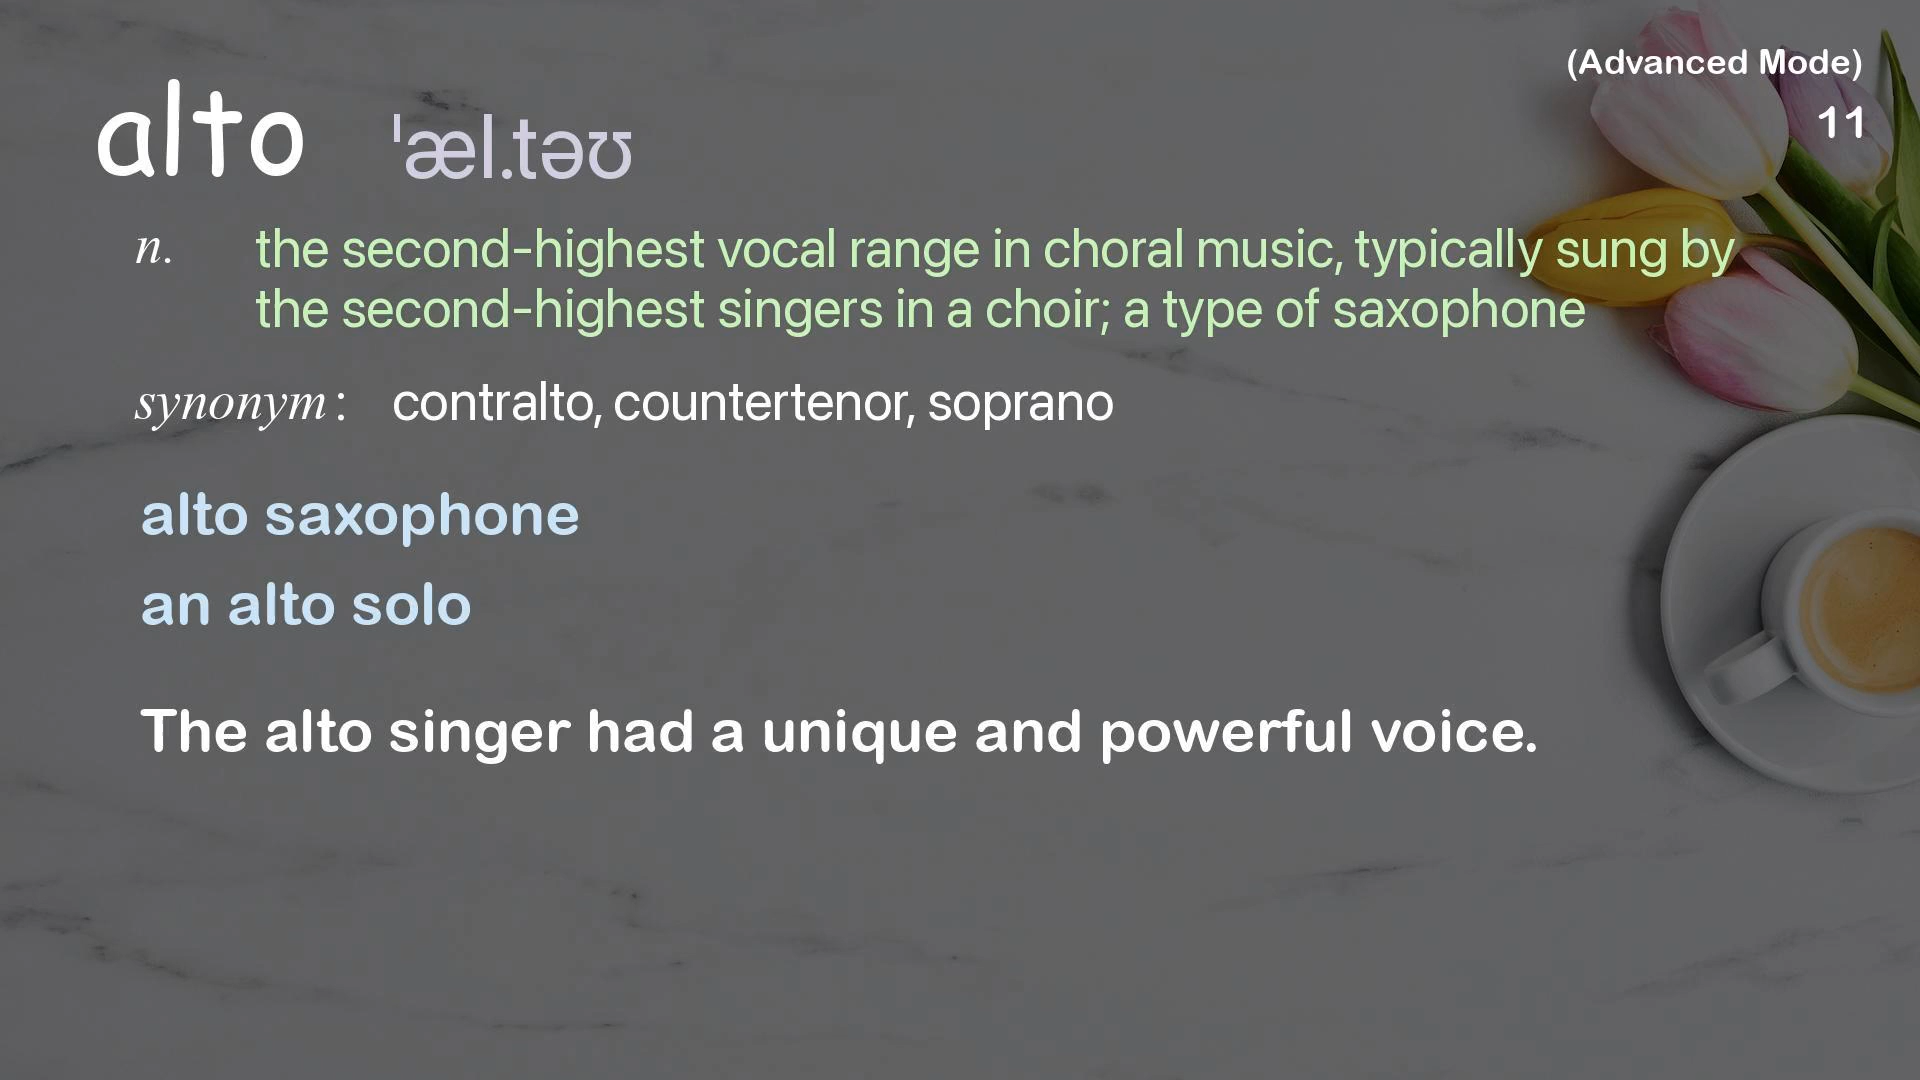 (Advanced Mode)
11
alto ˈæl.təʊ
n. the second-highest vocal range in choral music, typically sung by
the second-highest singers in a choir; a type of saxophone
synonym: contralto, countertenor, soprano
alto saxophone
an alto solo
The alto singer had a unique and powerful voice.